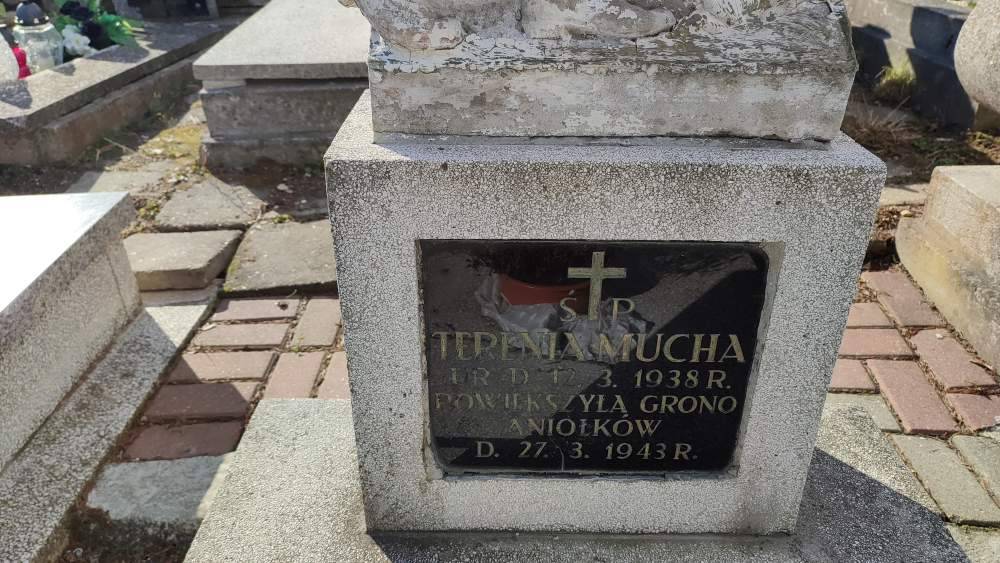 Ś P
TERENIA MUCHA
UR. D. 12. 3. 1938 R.
POWIĘKSZYŁA GRONO
ANIOŁKÓW
D. 27. 3. 1943 R.